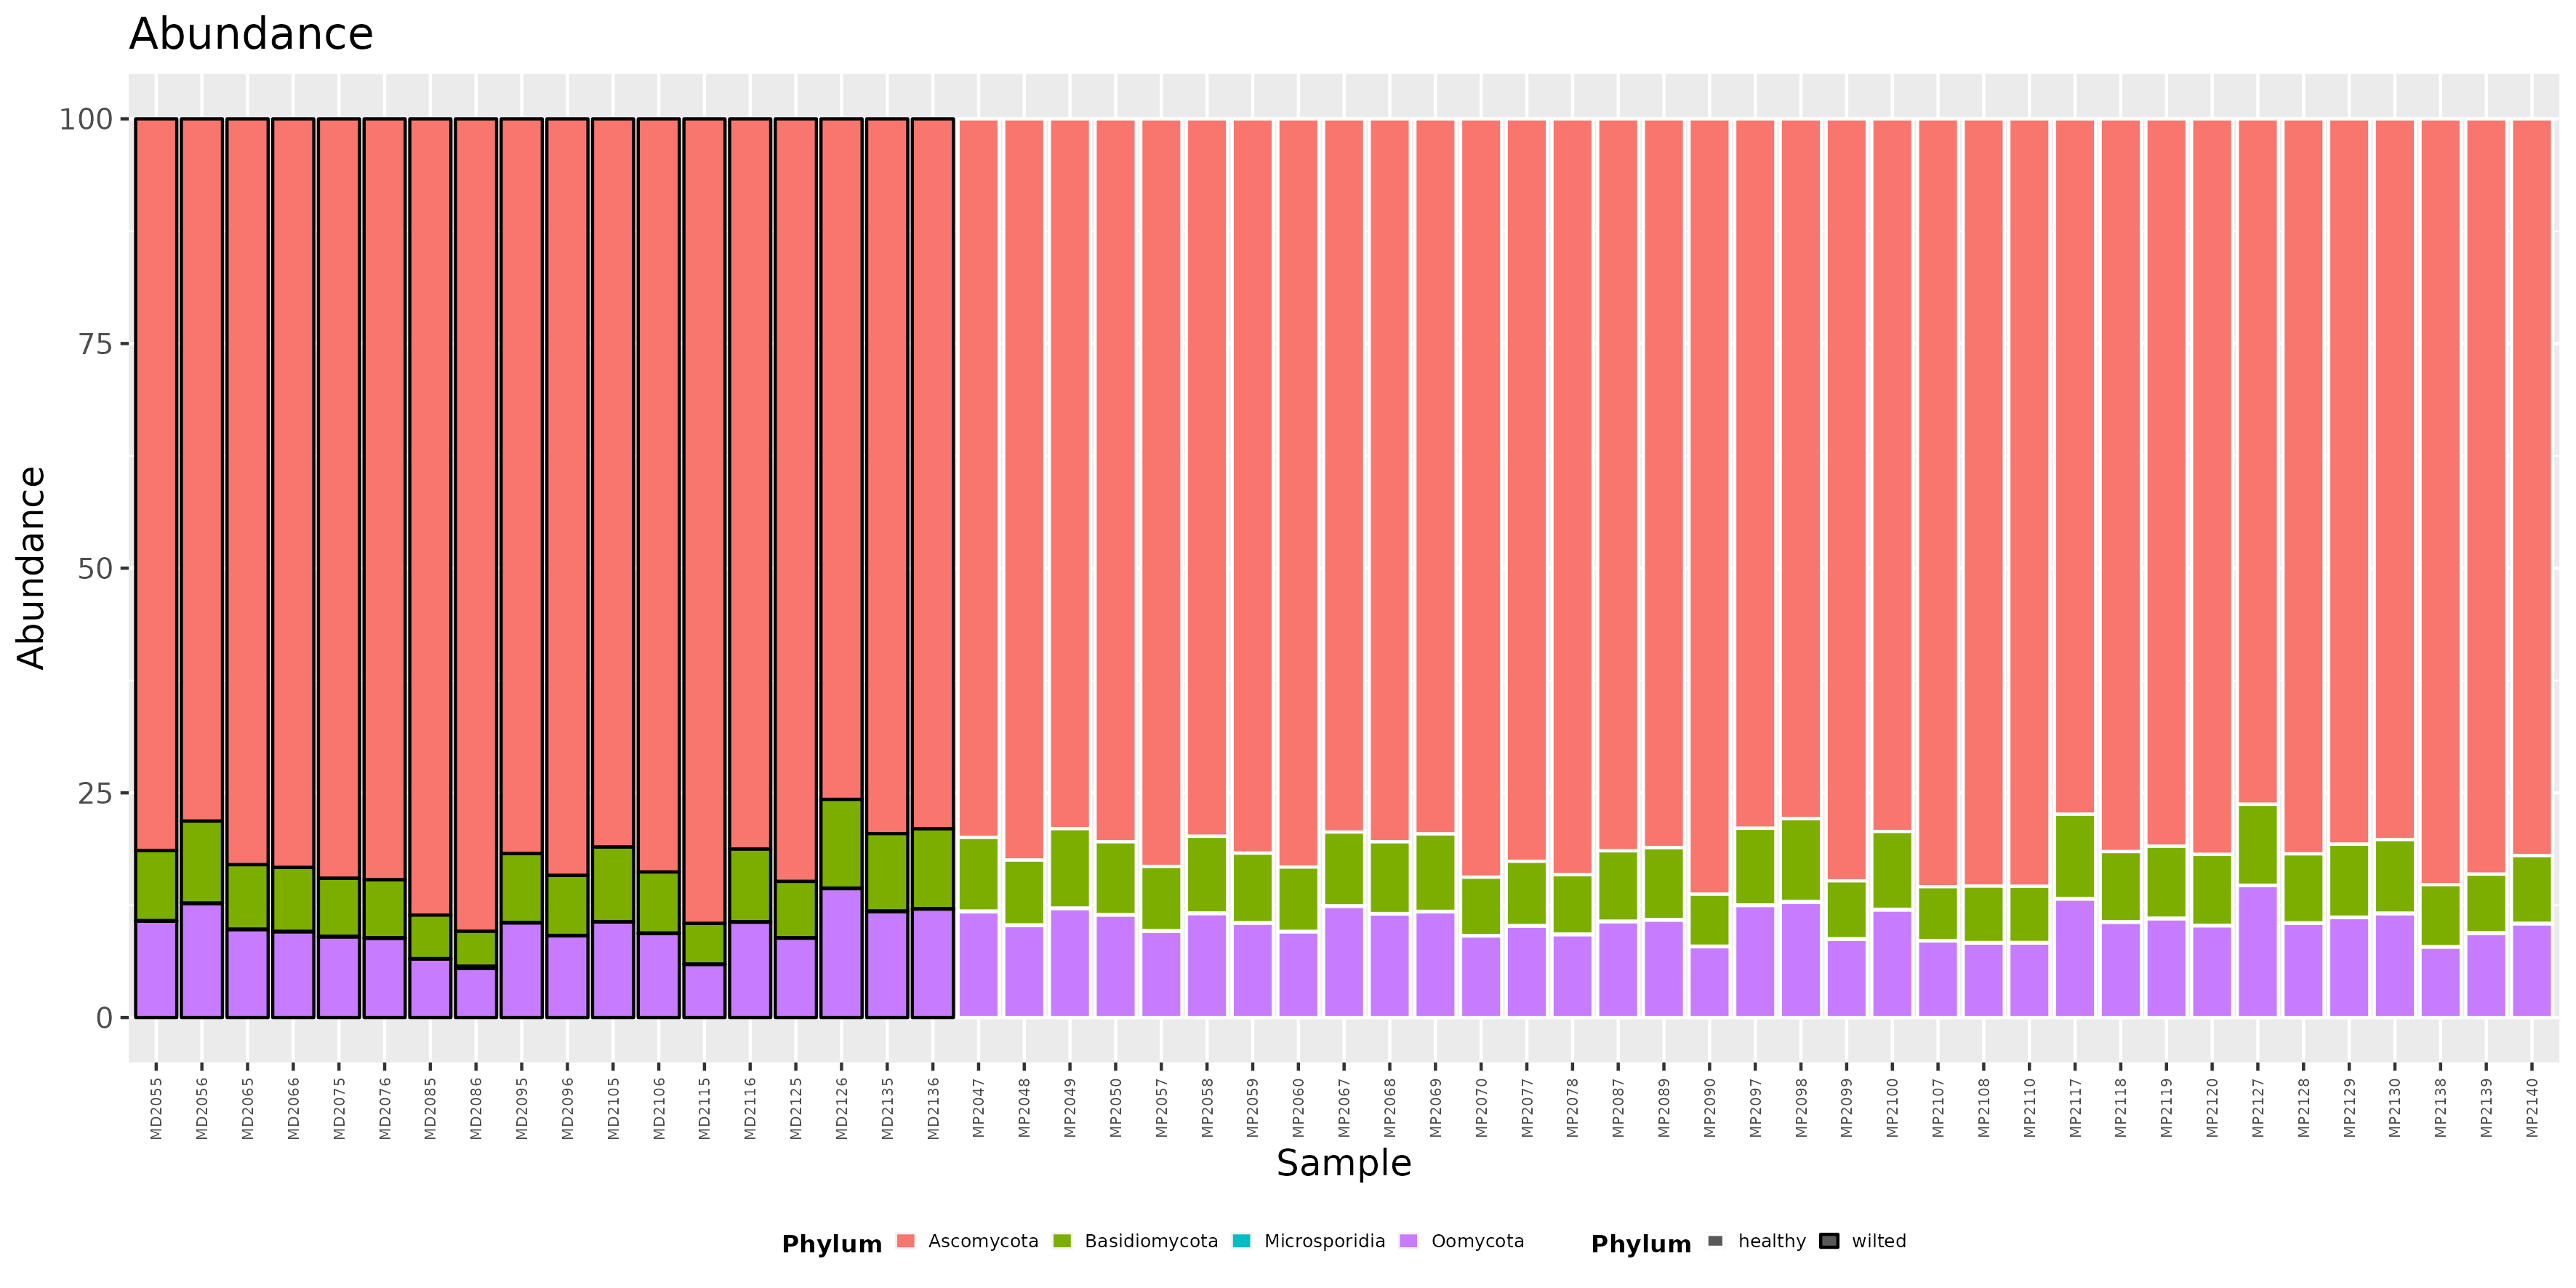 Abundance
Abundance
100
75
50
25
0
MD2055 MD2056 MD2065 MD2066 MD2075 MD2076 MD2085 MD2086 MD2095 MD2096 MD2105 MD2106 MD2115 MD2116 MD2125 MD2126 MD2135 MD2136 MP2047 MP2048 MP2049 MP2050 MP2057 MP2058 MP2059 MP2060 MP2067 MP2068 MP2069 MP2070 MP2077 MP2078 MP2087 MP2089 MP2090 MP2097 MP2098 MP2099 MP2100 MP2107 MP2108 MP2110 MP2117 MP2118 MP2119 MP2120 MP2127 MP2128 MP2129 MP2130 MP2138 MP2139 MP2140
Sample
Phylum Ascomycota Basidiomycota Microsporidia Oomycota Phylum healthy wilted